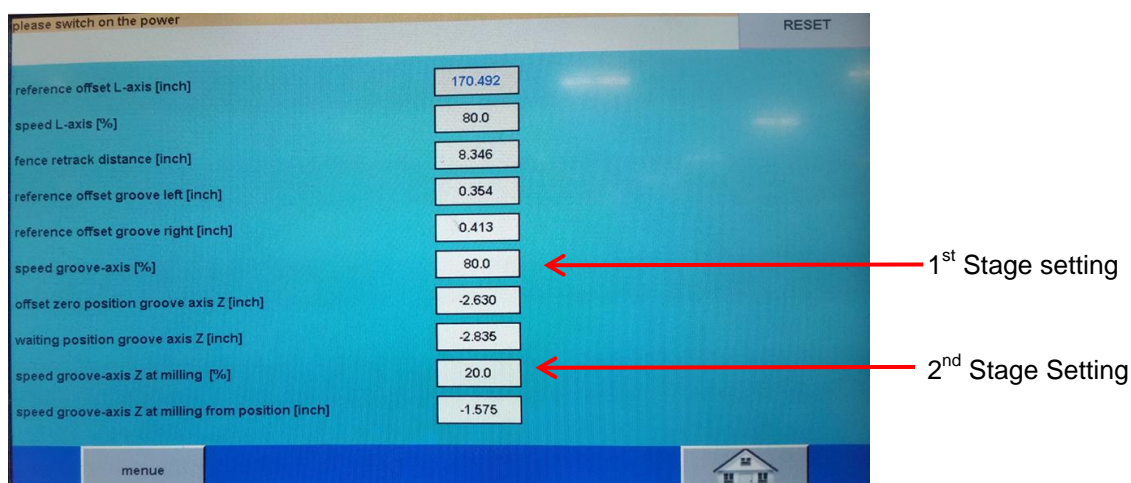 please switch on the power
RESET
reference offset L-axis [inch] 170.492
speed L-axis [%] 80.0
fence retrack distance [inch] 8.346
reference offset groove left [inch] 0.354
reference offset groove right [inch] 0.413
speed groove-axis [%] 80.0 1st Stage setting
offset zero position groove axis Z [inch] -2.630
waiting position groove axis Z [inch] -2.835
speed groove-axis Z at milling [%] 20.0 2nd Stage Setting
speed groove-axis Z at milling from position [inch] -1.575
menue